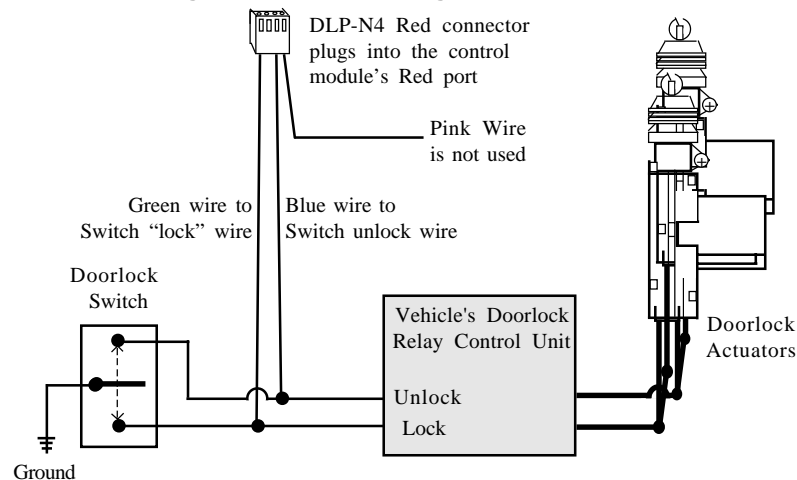 DLP-N4 Red connector
plugs into the control
module's Red port
Pink Wire
is not used
Green wire to
Switch “lock” wire
Blue wire to
Switch unlock wire
Doorlock
Switch
Vehicle's Doorlock
Relay Control Unit
Unlock
Lock
Doorlock
Actuators
Ground